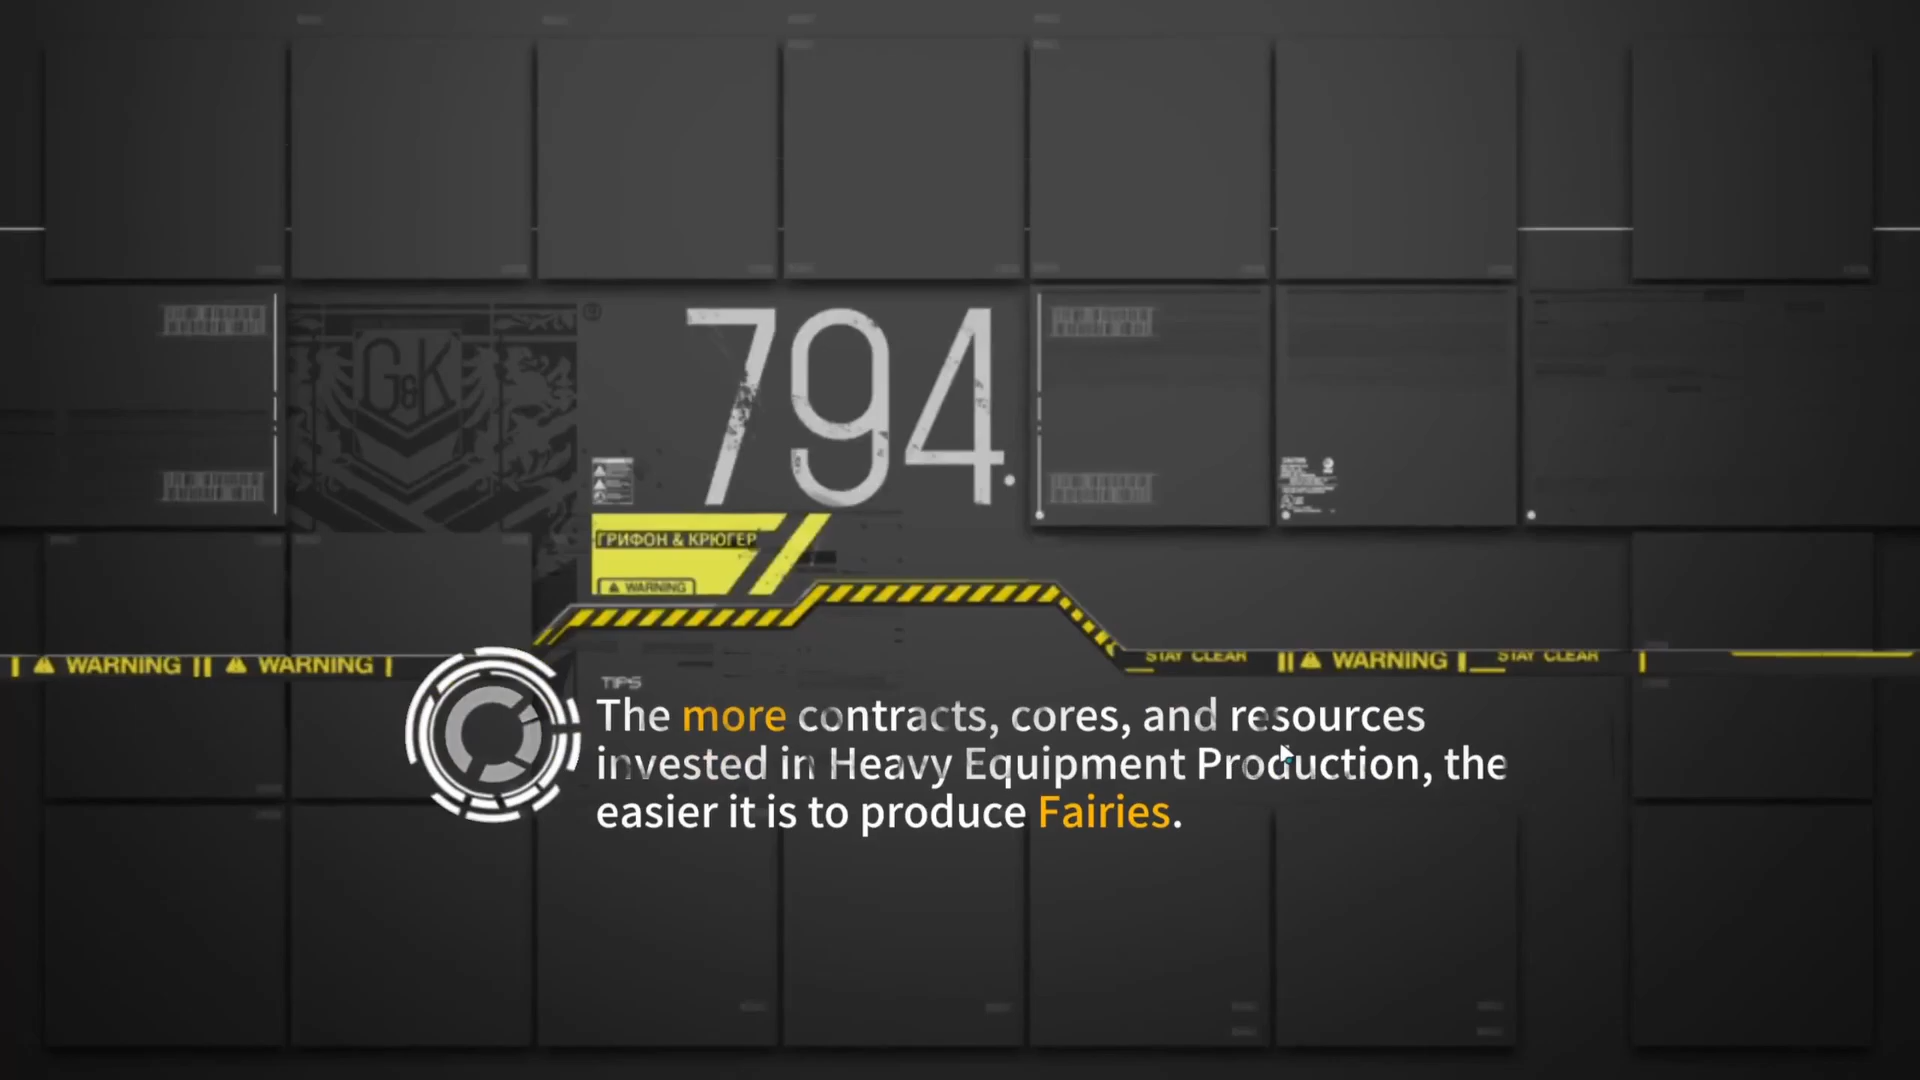 G&K
794.
ГРИФОН & КРЮГЕР
WARNING
WARNING WARNING
STAY CLEAR WARNING STAY CLEAR
TIPS
The more contracts, cores, and resources
invested in Heavy Equipment Production, the
easier it is to produce Fairies.